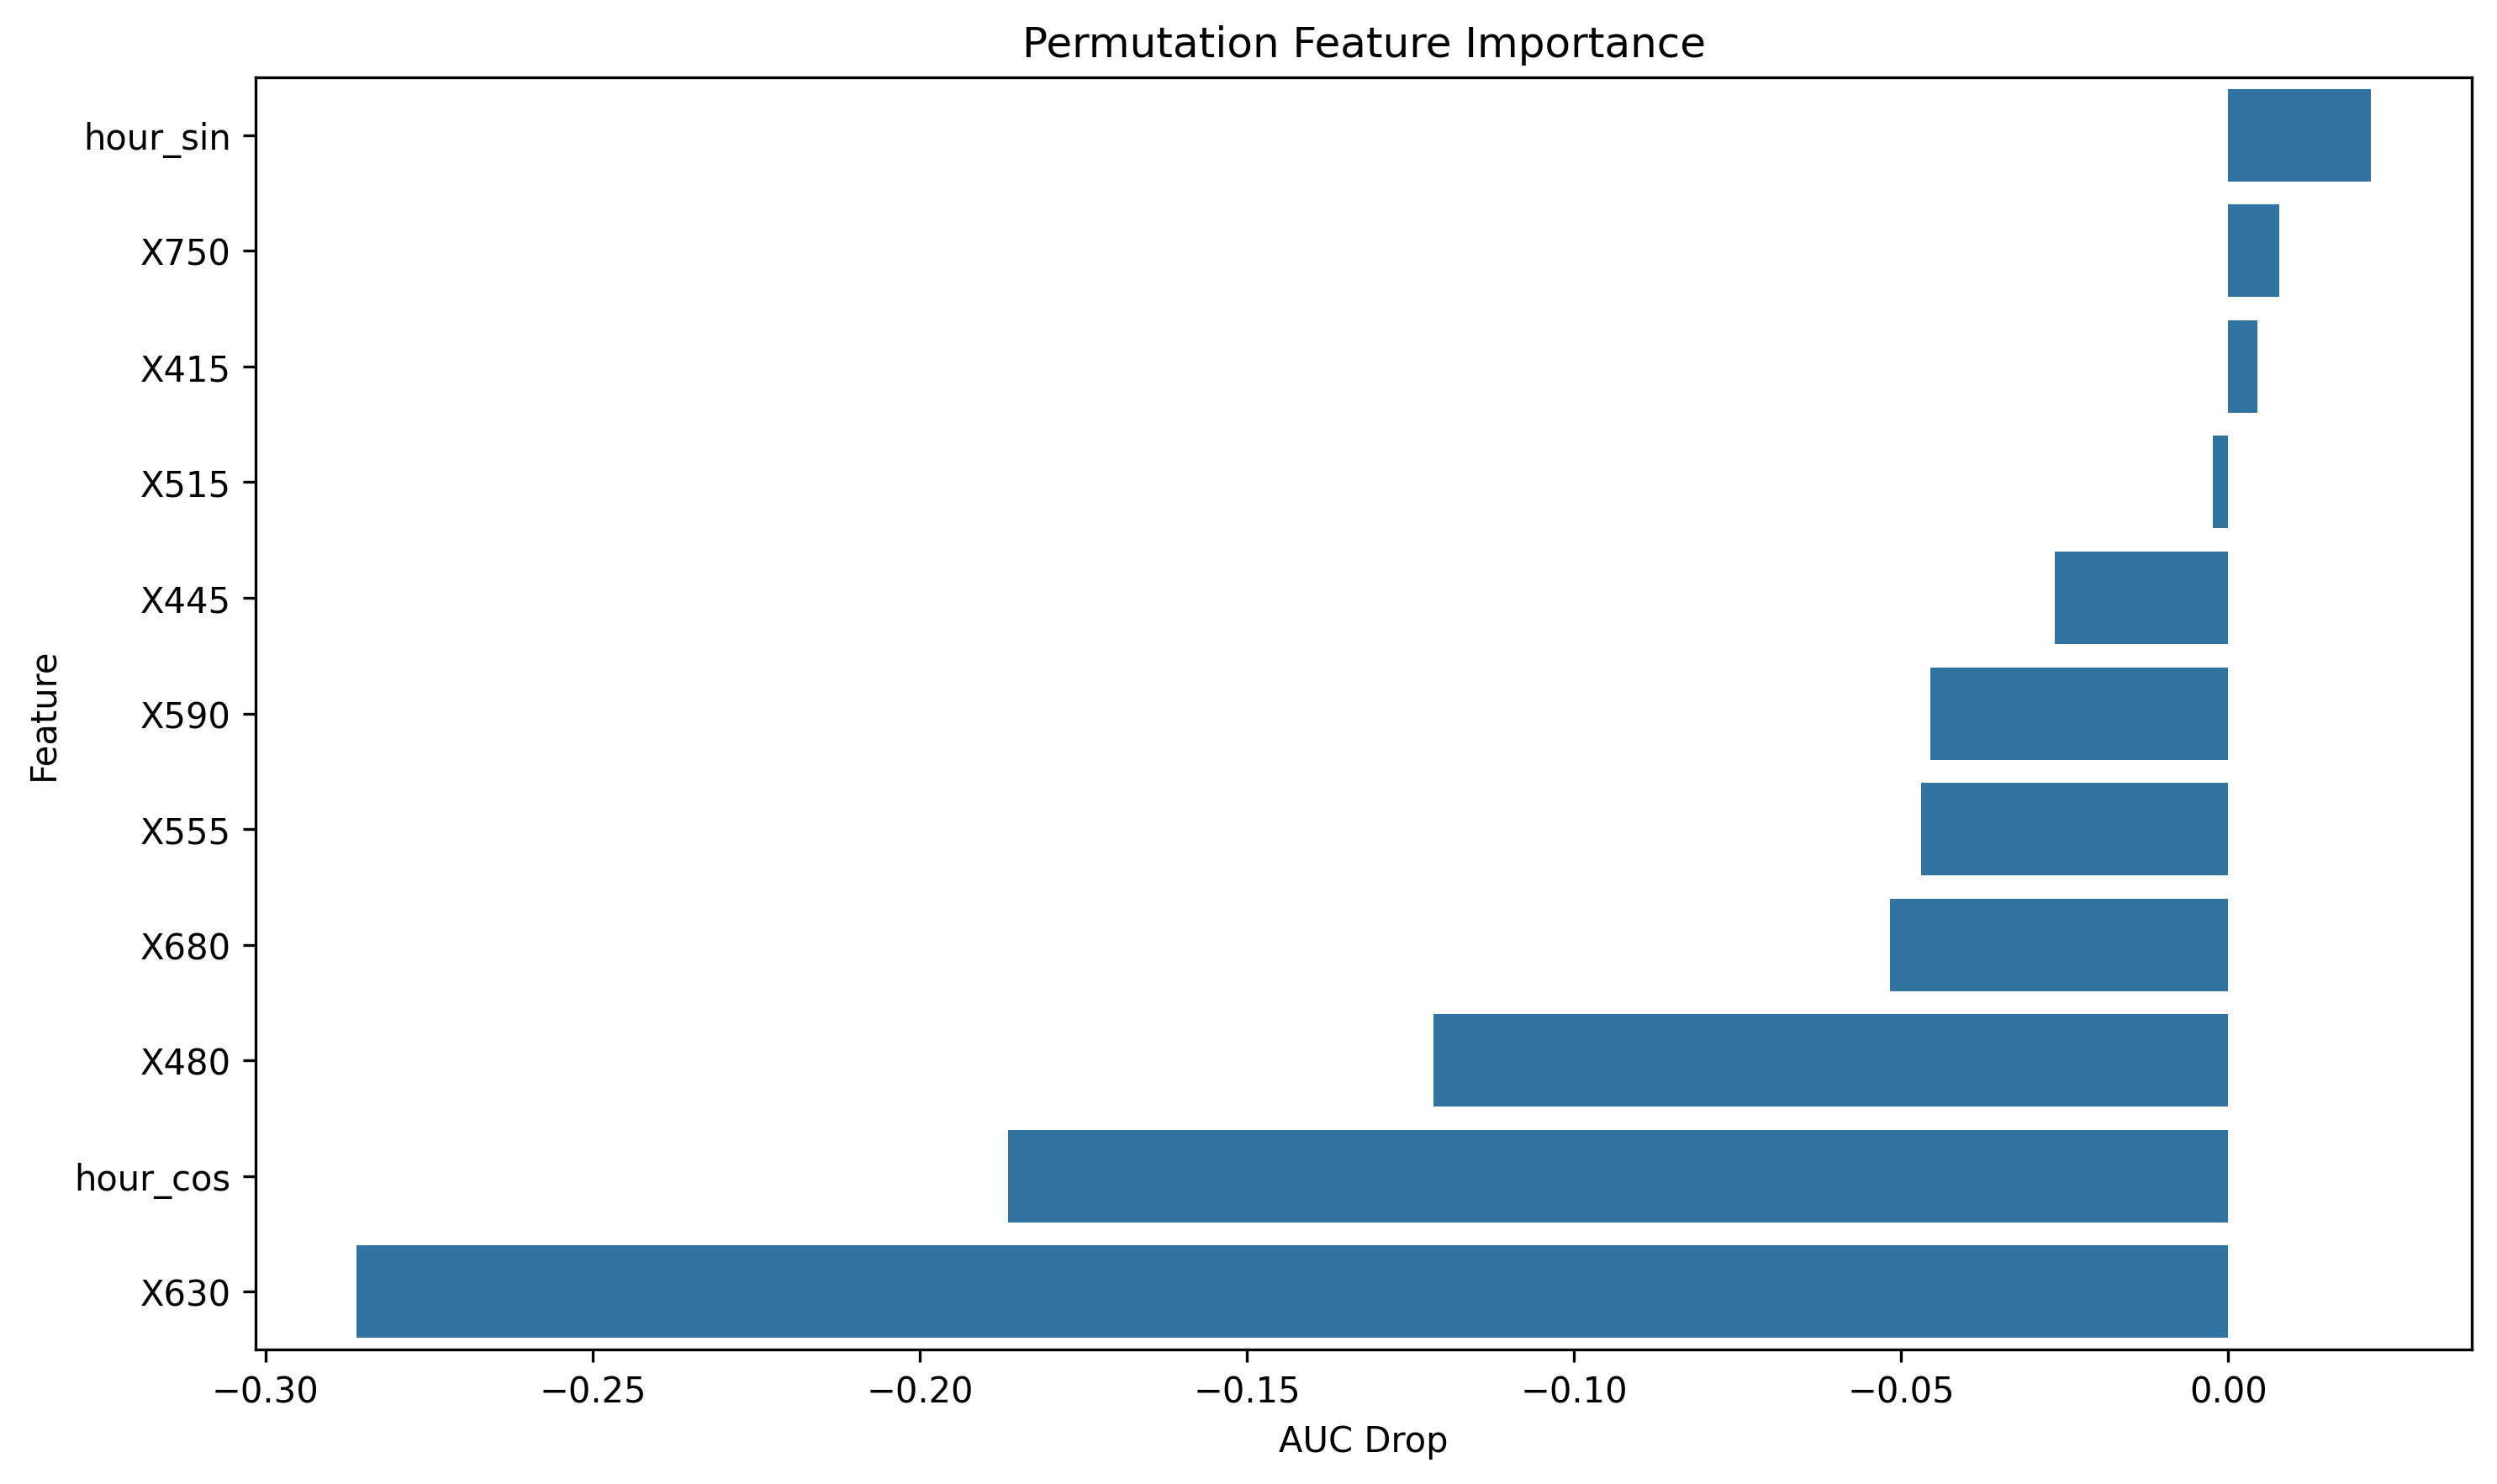 Permutation Feature Importance
hour_sin
X750
X415
X515
X445
X590
X555
X680
X480
hour_cos
X630
Feature
−0.30
−0.25
−0.20
−0.15
−0.10
−0.05
0.00
AUC Drop